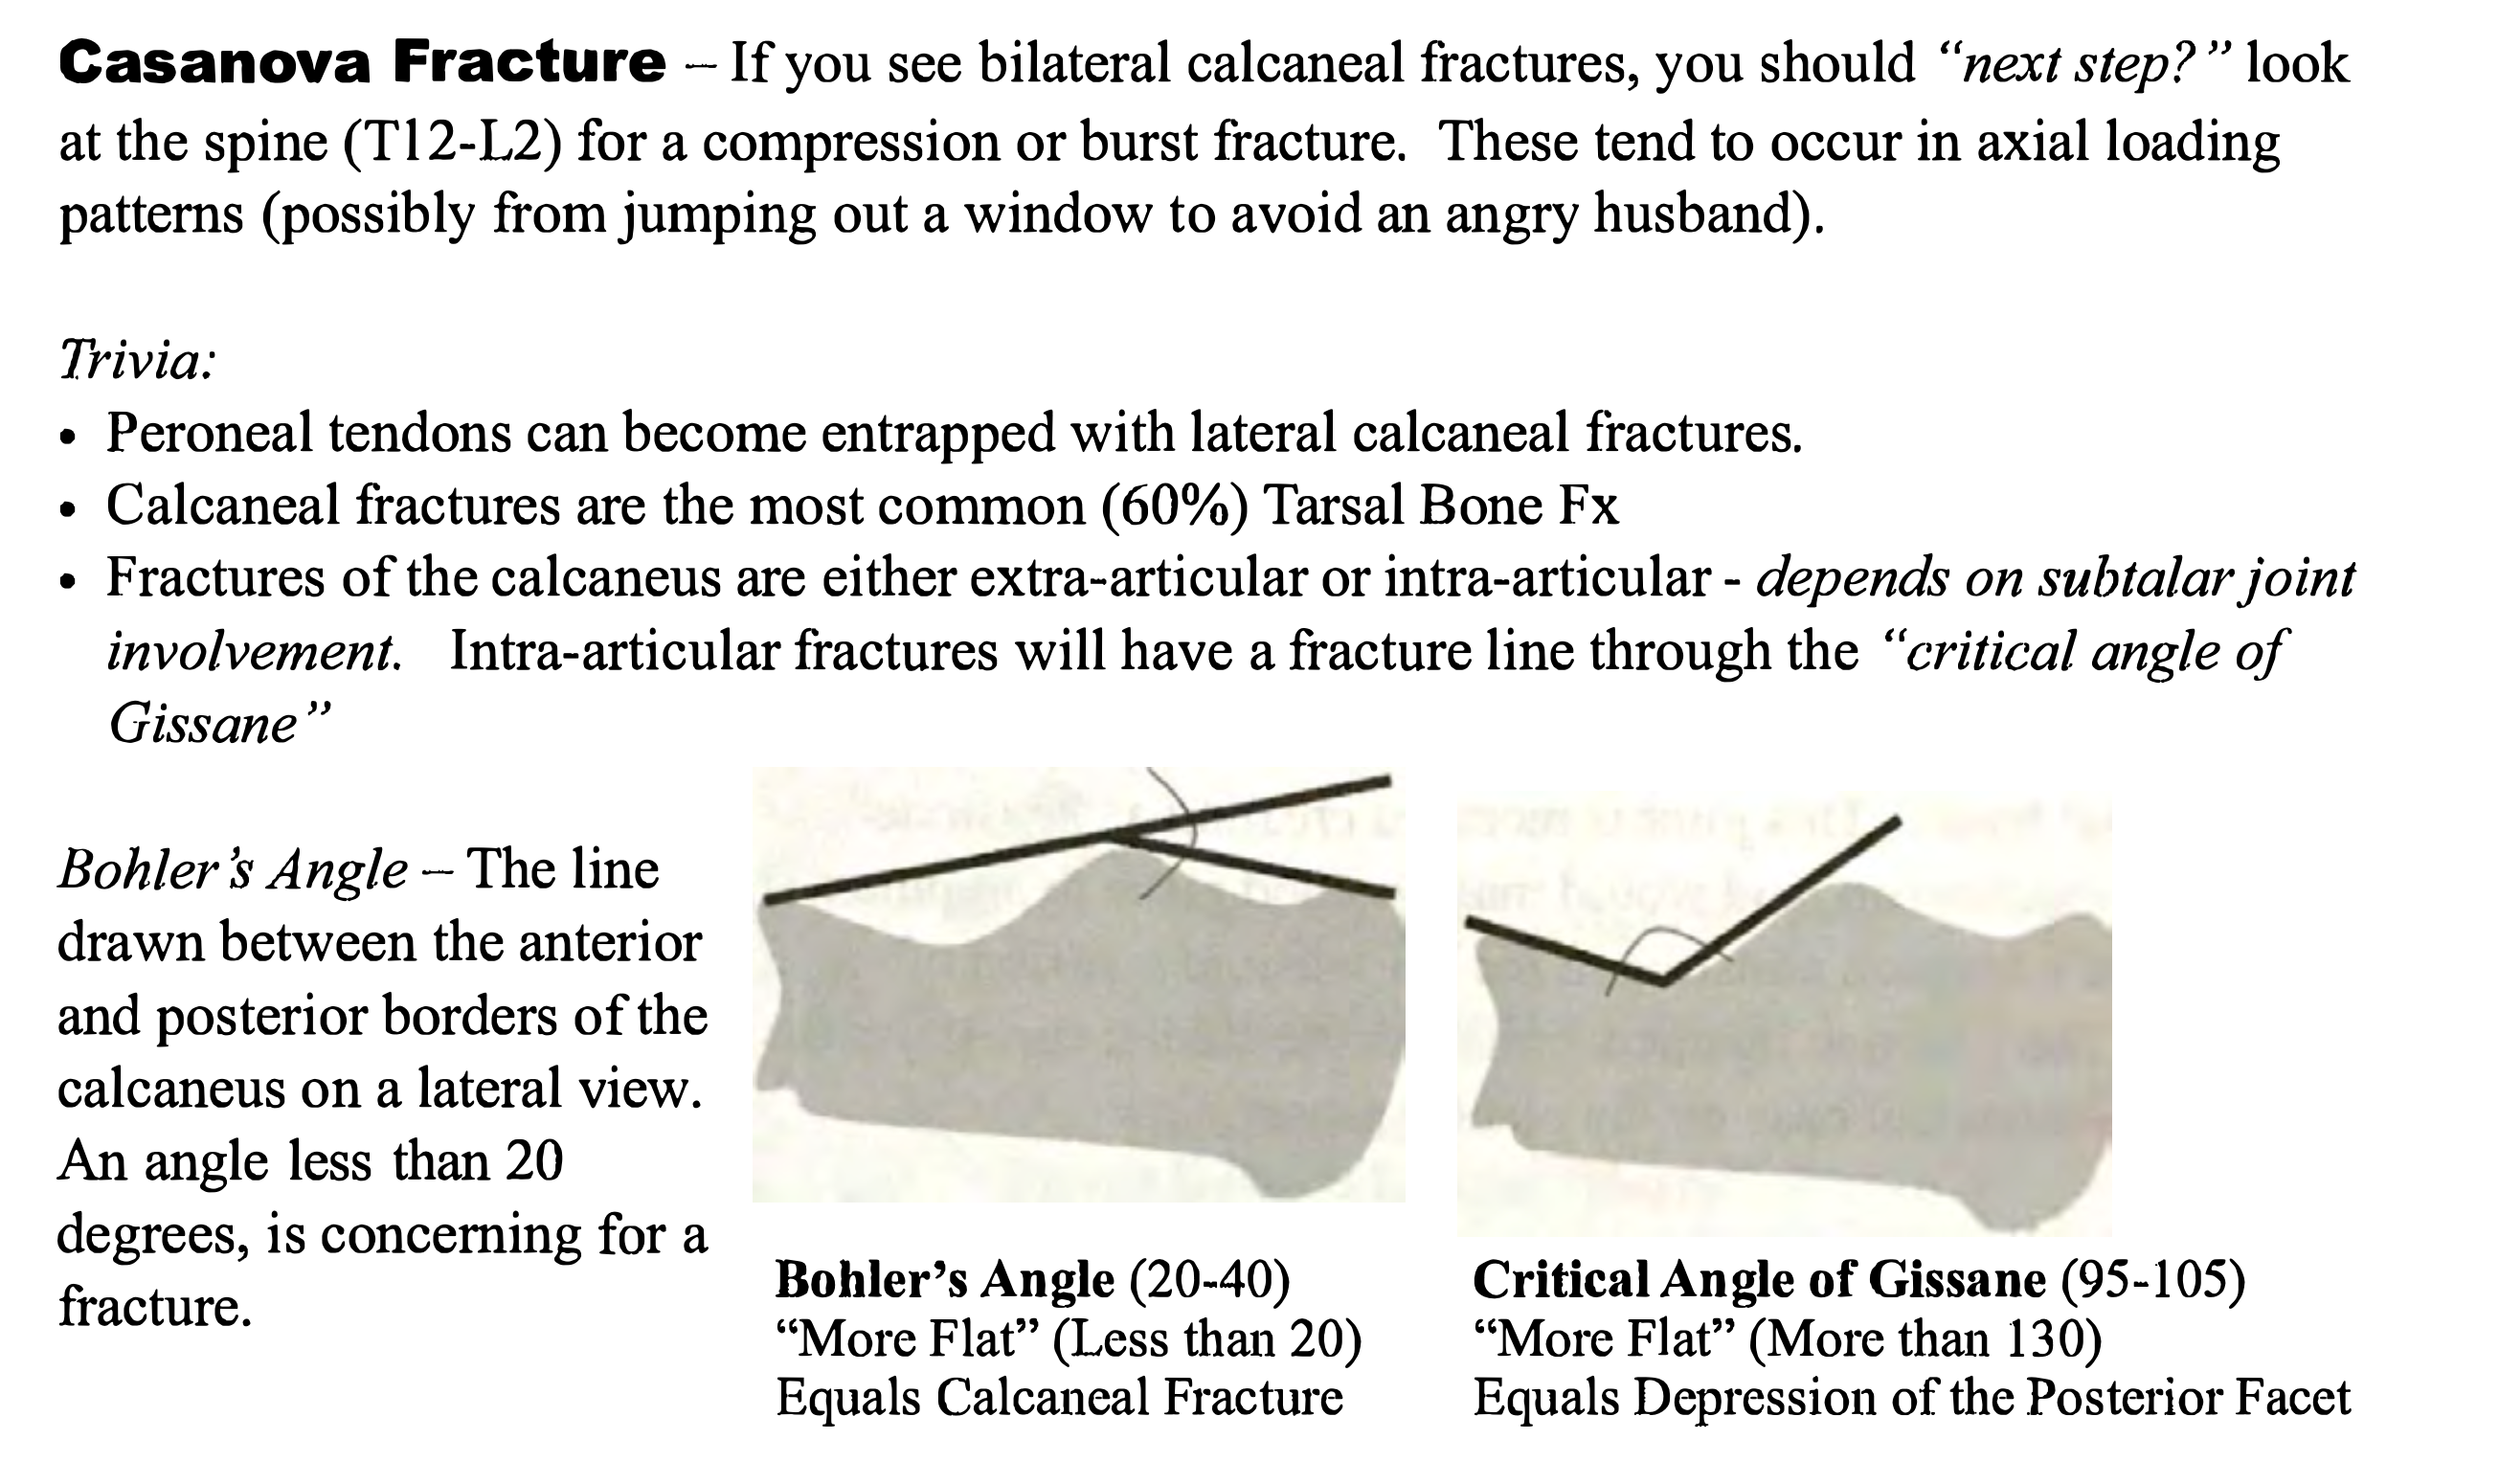 Casanova Fracture – If you see bilateral calcaneal fractures, you should “next step?” look
at the spine (T12-L2) for a compression or burst fracture. These tend to occur in axial loading
patterns (possibly from jumping out a window to avoid an angry husband).
Trivia:
• Peroneal tendons can become entrapped with lateral calcaneal fractures.
• Calcaneal fractures are the most common (60%) Tarsal Bone Fx
• Fractures of the calcaneus are either extra-articular or intra-articular - depends on subtalar joint
involvement. Intra-articular fractures will have a fracture line through the “critical angle of
Gissane”
Bohler’s Angle – The line
drawn between the anterior
and posterior borders of the
calcaneus on a lateral view.
An angle less than 20
degrees, is concerning for a
fracture.
Bohler’s Angle (20-40)
“More Flat” (Less than 20)
Equals Calcaneal Fracture
Critical Angle of Gissane (95-105)
“More Flat” (More than 130)
Equals Depression of the Posterior Facet